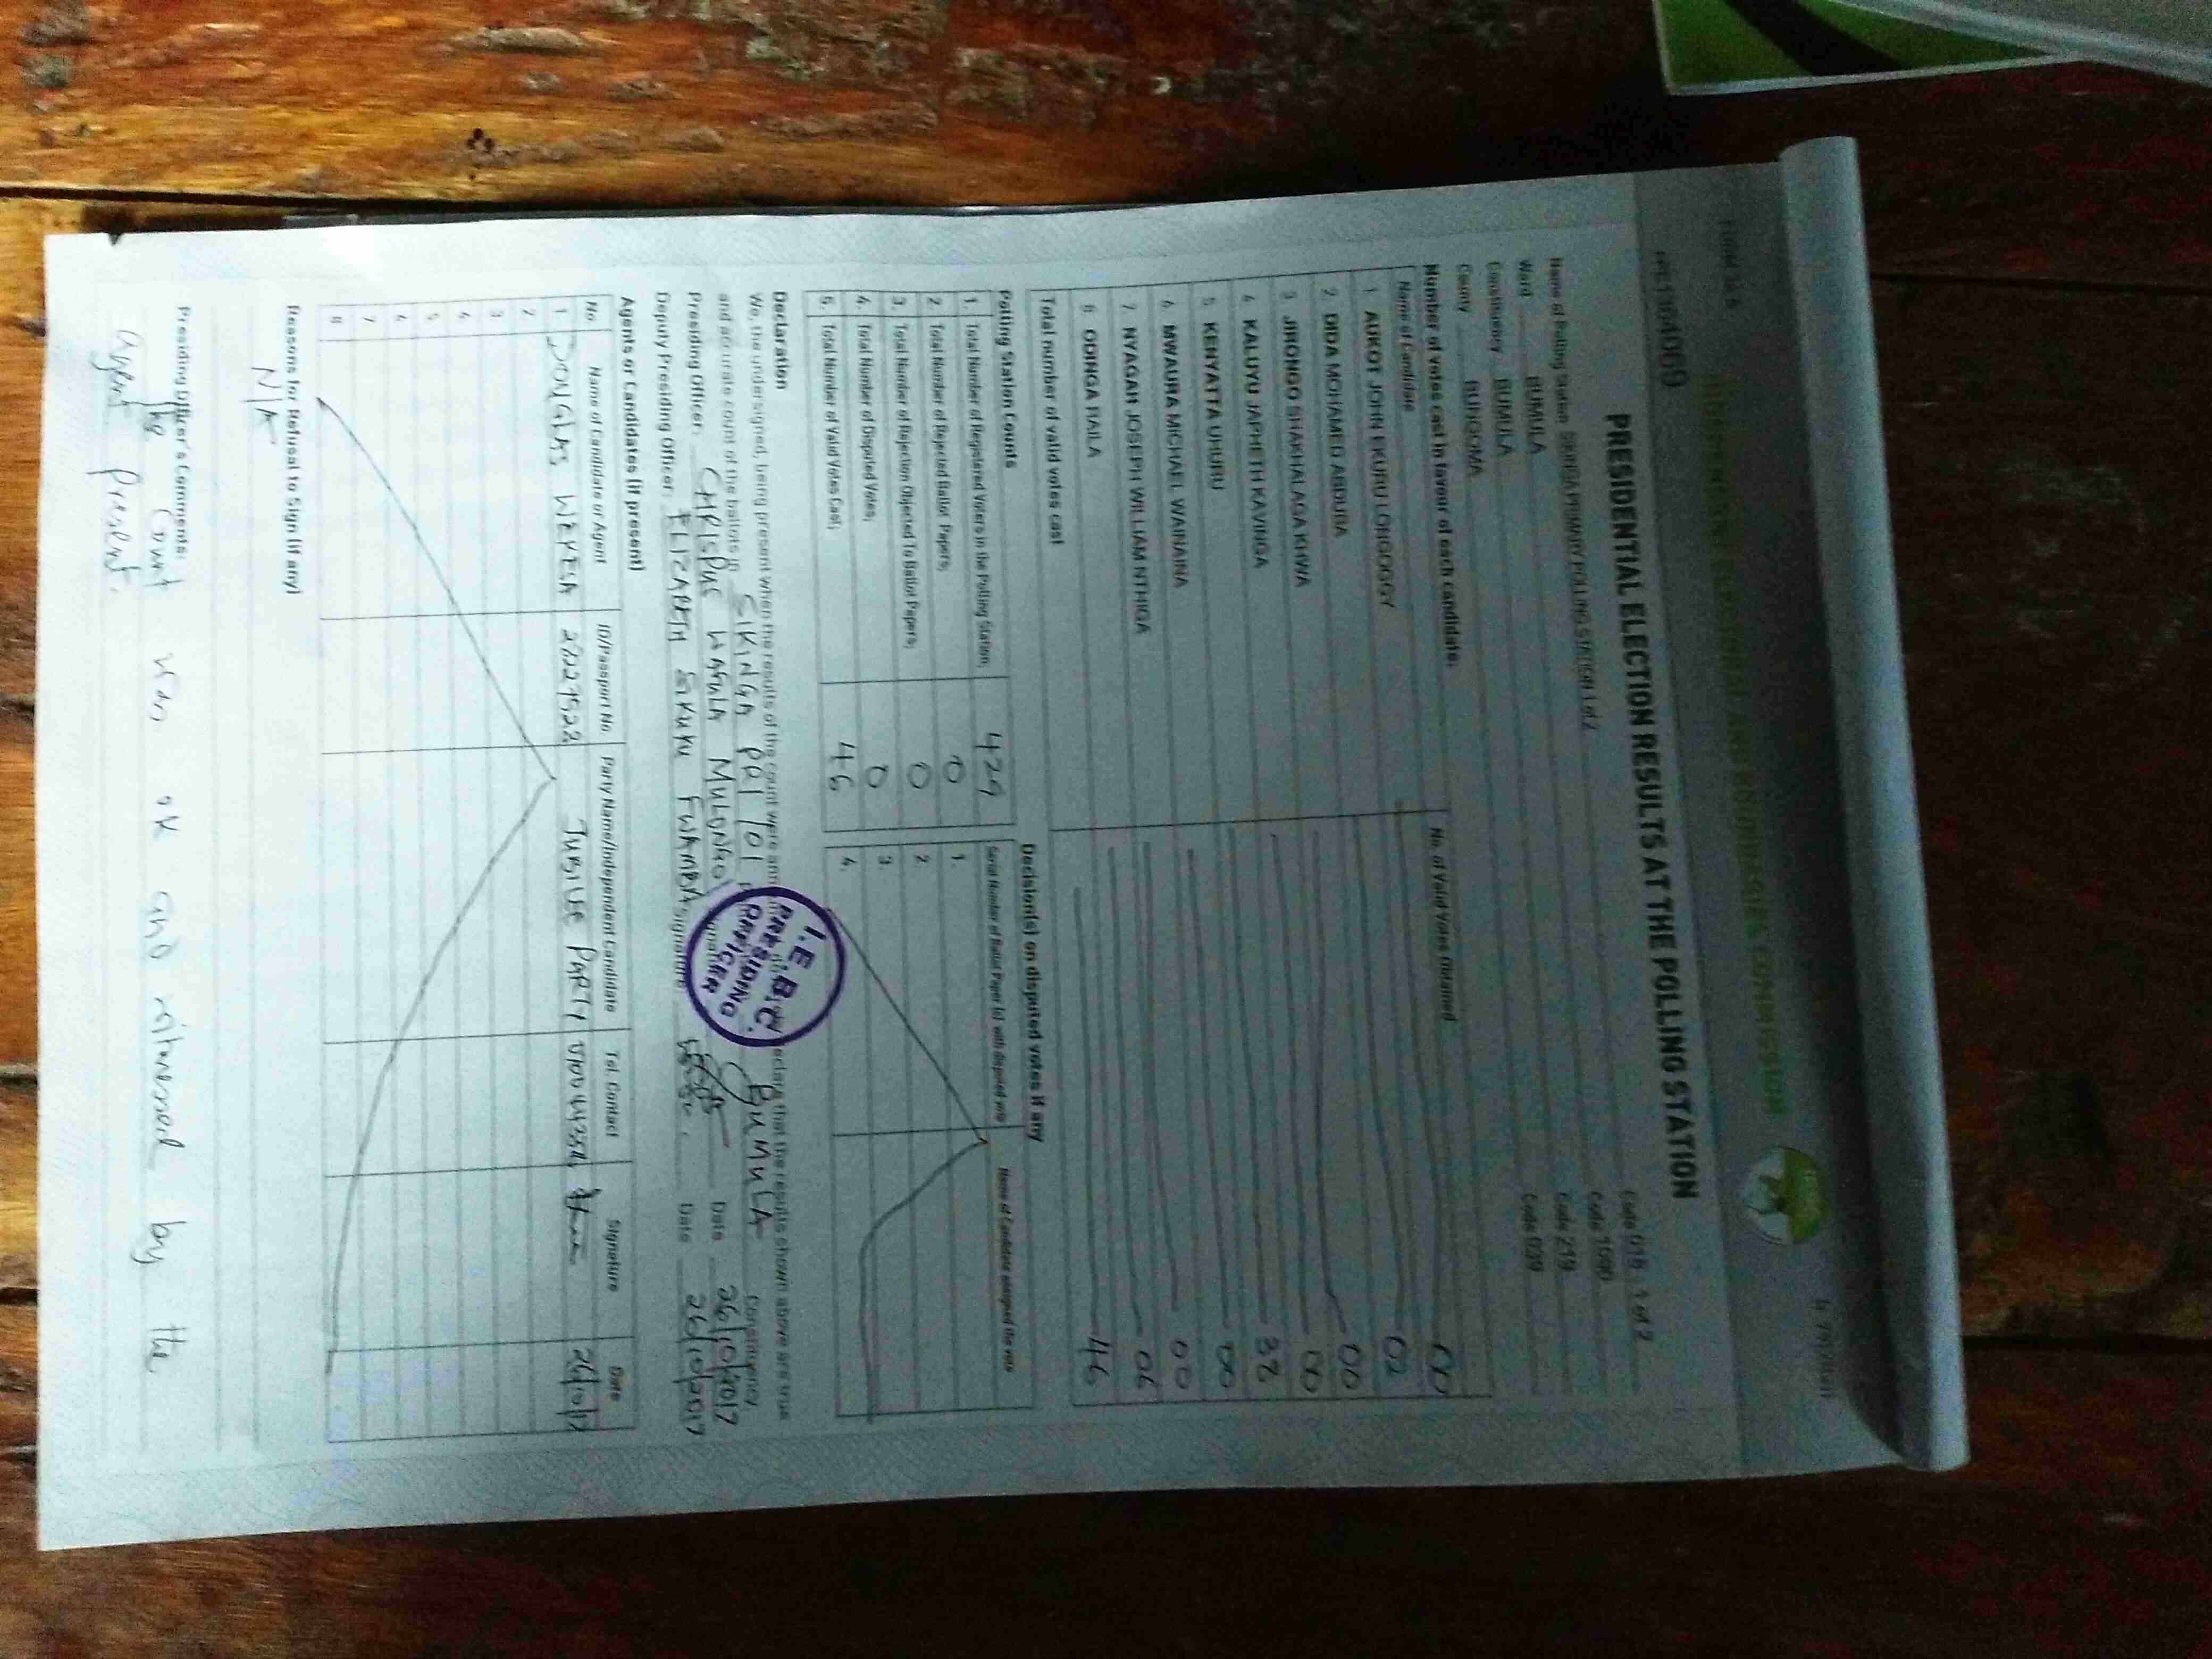 Form 34 A
INDEPENDENT ELECTORAL AND BOUNDARIES COMMISSION
PRESIDENTIAL ELECTION RESULTS AT THE POLLING STATION
Name of Polling Station SIKINGA PRIMARY POLLING STATION 1 of 2 Code 018 1 of 2
Ward BUMULA Code 1090
Constituency BUMULA Code 219
County BUNGOMA Code 039
Number of votes cast in favour of each candidate:
Name of Candidate No. of Valid Votes Obtained
1 AUKOT JOHN EKURU LONGOGGY 00
2 DIDA MOHAMED ABDUBA 02
3 JIRONGO SHAKHALAGA KHWA 00
4 KALUYU JAPHETH KAVINGA 00
5 KENYATTA UHURU 38
6 MWAURA MICHAEL WAINAINA 00
7 NYAGAH JOSEPH WILLIAM NTHIGA 00
8 ODINGA RAILA 06
Total number of valid votes cast 46
Polling Station Counts Decision(s) on disputed votes if any
1. Total Number of Registered Voters in the Polling Station; 429
2. Total Number of Rejected Ballot Papers; 0
3. Total Number of Rejection Objected To Ballot Papers; 0
4. Total Number of Disputed Votes; 0
5. Total Number of Valid Votes Cast; 46
Serial Number of Ballot Paper (s) with disputed vote Name of Candidate assigned the vote
1.
2.
3.
4.
Declaration
We, the undersigned, being present when the results of the count were declare that the results shown above are true
and accurate count of the ballots in SIKINGA PRI 1 of BUMULA Constituency
Presiding Officer: CHRISPUS MULONGO Date 26/10/2017
Deputy Presiding Officer: ELIZABETH SIKUKU FWAMBA Signature Date 26/10/2017
I.E.B.C. PRESIDING OFFICER
Agents or Candidates (if present)
No. Name of Candidate or Agent ID/Passport No. Party Name/Independent Candidate Tel. Contact Signature Date
1 DOUGLAS WEKESA 28227522 JUBILEE PARTY 26/10/17
2
3
4
5
6
7
8
Reasons for Refusal to Sign (if any)
N/A
Presiding Officer's Comments:
The count was ok and witnessed by the
agent present.